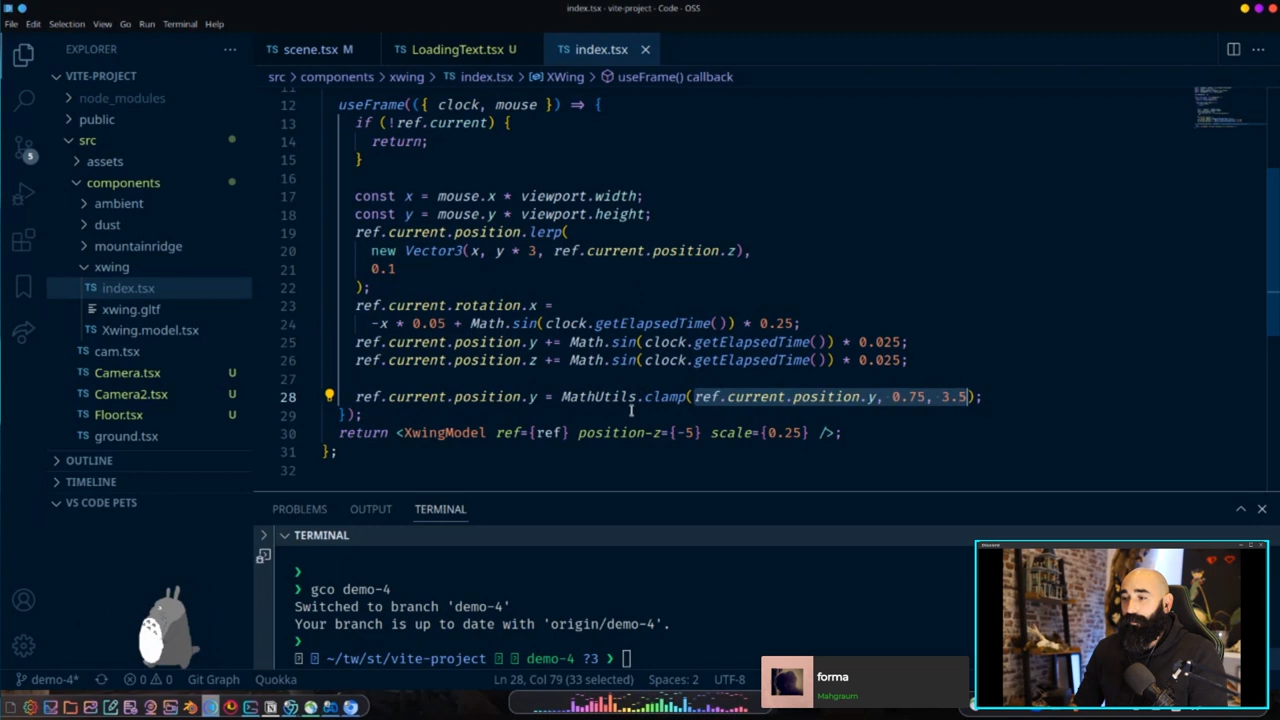 index.tsx - vite-project - Code - OSS
File Edit Selection View Go Run Terminal Help
EXPLORER
VITE-PROJECT
node_modules
public
src
assets
components
ambient
dust
mountainridge
xwing
TS index.tsx
xwing.gltf
TS Xwing.model.tsx
TS cam.tsx
TS Camera.tsx U
TS Camera2.tsx U
TS Floor.tsx U
TS ground.tsx
OUTLINE
TIMELINE
VS CODE PETS
5
TS scene.tsx M
TS LoadingText.tsx U
TS index.tsx
src > components > xwing > TS index.tsx > XWing > useFrame() callback
12 useFrame(({ clock, mouse }) => {
13 if (!ref.current) {
14 return;
15 }
16
17 const x = mouse.x * viewport.width;
18 const y = mouse.y * viewport.height;
19 ref.current.position.lerp(
20 new Vector3(x, y * 3, ref.current.position.z),
21 0.1
22 );
23 ref.current.rotation.x =
24 -x * 0.05 + Math.sin(clock.getElapsedTime()) * 0.25;
25 ref.current.position.y += Math.sin(clock.getElapsedTime()) * 0.025;
26 ref.current.position.z += Math.sin(clock.getElapsedTime()) * 0.025;
27
28 ref.current.position.y = MathUtils.clamp(ref.current.position.y, 0.75, 3.5);
29 });
30 return <XwingModel ref={ref} position-z={-5} scale={0.25} />;
31 };
32
PROBLEMS OUTPUT TERMINAL
TERMINAL
❯
❯ gco demo-4
Switched to branch 'demo-4'
Your branch is up to date with 'origin/demo-4'.
❯
~/tw/st/vite-project demo-4 ?3 ❯
forma
Mahgraum
demo-4* 0 0 Git Graph Quokka Ln 28, Col 79 (33 selected) Spaces: 2 UTF-8